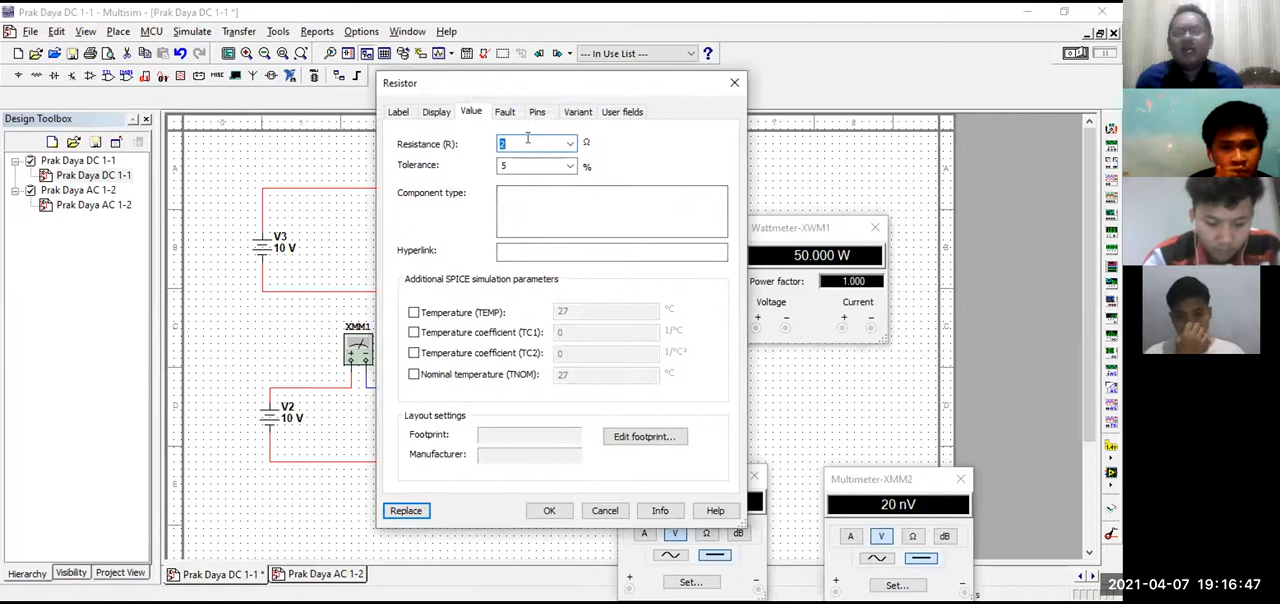 Prak Daya DC 1-1 - Multisim - [Prak Daya DC 1-1 *]
File Edit View Place MCU Simulate Transfer Tools Reports Options Window Help
--- In Use List ---
MISC
Design Toolbox
Prak Daya DC 1-1
Prak Daya DC 1-1
Prak Daya AC 1-2
Prak Daya AC 1-2
Hierarchy Visibility Project View
0 1 7 8
A
B
C
D
E
V3
10 V
XMM1
V2
10 V
Resistor
Label Display Value Fault Pins Variant User fields
Resistance (R): 2 Ω
Tolerance: 5 %
Component type:
Hyperlink:
Additional SPICE simulation parameters
Temperature (TEMP): 27 °C
Temperature coefficient (TC1): 0 1/°C
Temperature coefficient (TC2): 0 1/°C²
Nominal temperature (TNOM): 27 °C
Layout settings
Footprint:
Edit footprint...
Manufacturer:
Replace OK Cancel Info Help
Wattmeter-XWM1
50.000 W
Power factor: 1.000
Voltage Current
+ - + -
A V Ω dB
Set...
+ -
Multimeter-XMM2
20 nV
A V Ω dB
Set...
+ -
Prak Daya DC 1-1 * Prak Daya AC 1-2
2021-04-07 19:16:47